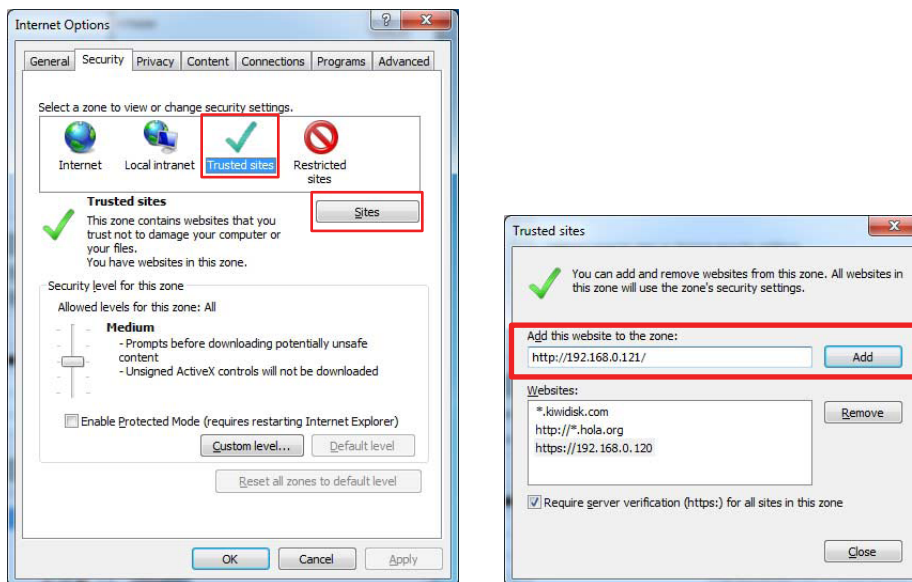 Internet Options
General Security Privacy Content Connections Programs Advanced
Select a zone to view or change security settings.
Internet Local intranet Trusted sites Restricted sites
Trusted sites
Sites
This zone contains websites that you
trust not to damage your computer or
your files.
You have websites in this zone.
Security level for this zone
Allowed levels for this zone: All
Medium
- Prompts before downloading potentially unsafe
content
- Unsigned ActiveX controls will not be downloaded
Enable Protected Mode (requires restarting Internet Explorer)
Custom level... Default level
Reset all zones to default level
OK Cancel Apply
Trusted sites
You can add and remove websites from this zone. All websites in
this zone will use the zone's security settings.
Add this website to the zone:
http://192.168.0.121/ Add
Websites:
*.kiwidisk.com Remove
http://*.hola.org
https://192.168.0.120
Require server verification (https:) for all sites in this zone
Close